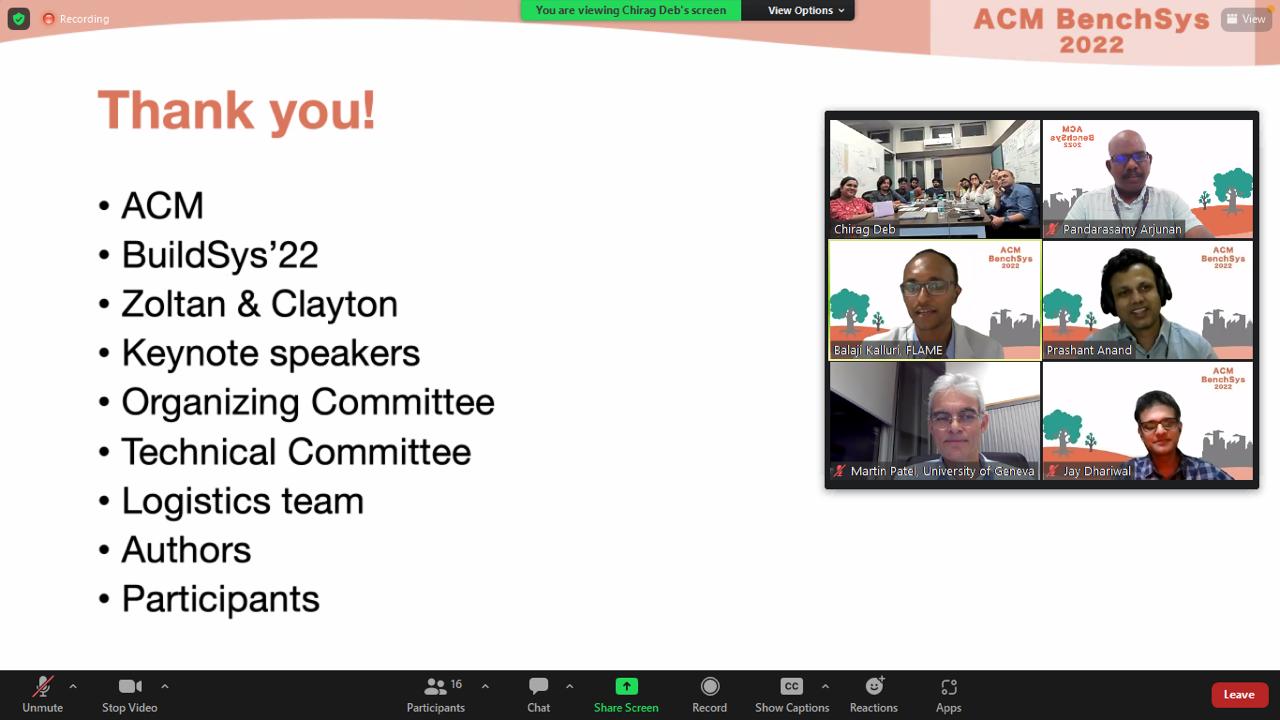 Recording
You are viewing Chirag Deb's screen
View Options
ACM BenchSys
2022
View
Thank you!
• ACM
• BuildSys’22
• Zoltan & Clayton
• Keynote speakers
• Organizing Committee
• Technical Committee
• Logistics team
• Authors
• Participants
Chirag Deb
ACM
BenchSys
2022
Pandarasamy Arjunan
ACM
BenchSys
2022
Balaji Kalluri, FLAME
ACM
BenchSys
2022
Prashant Anand
Martin Patel, University of Geneva
ACM
BenchSys
2022
Jay Dhariwal
Unmute
Stop Video
16
Participants
Chat
Share Screen
Record
CC
Show Captions
Reactions
Apps
Leave